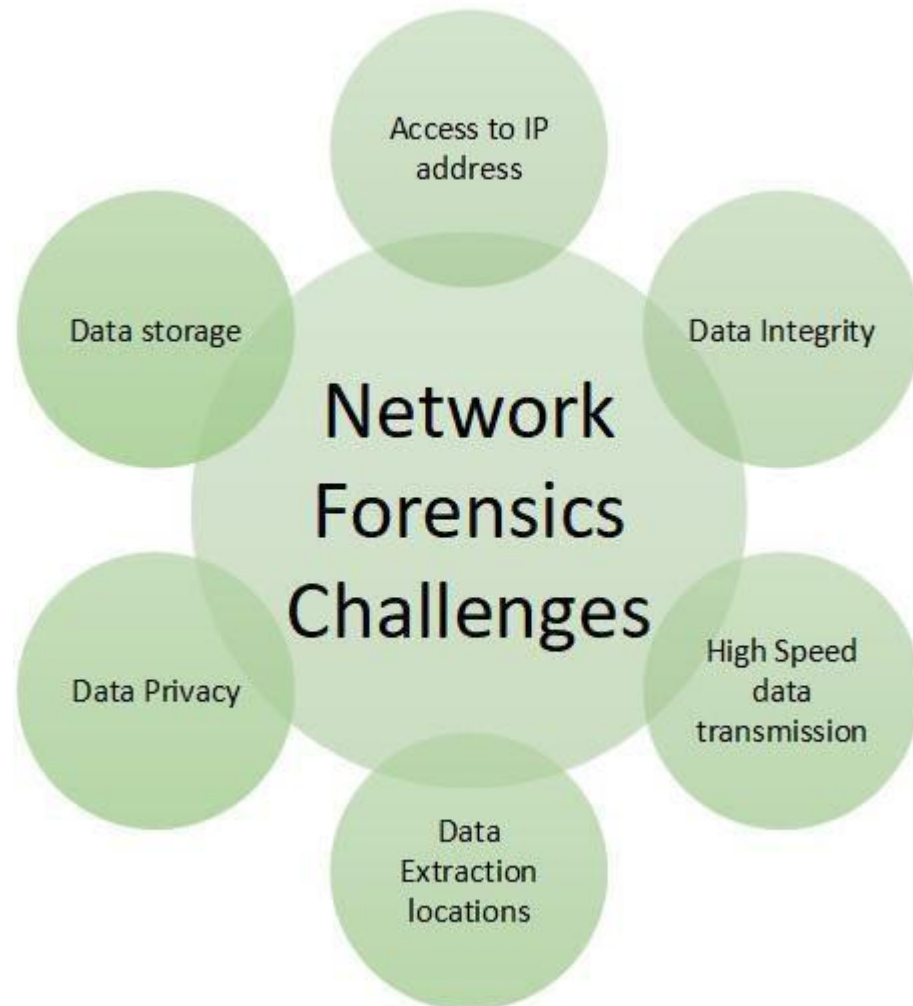 Access to IP
address
Data storage
Data Integrity
Network
Forensics
Challenges
Data Privacy
High Speed
data
transmission
Data
Extraction
locations